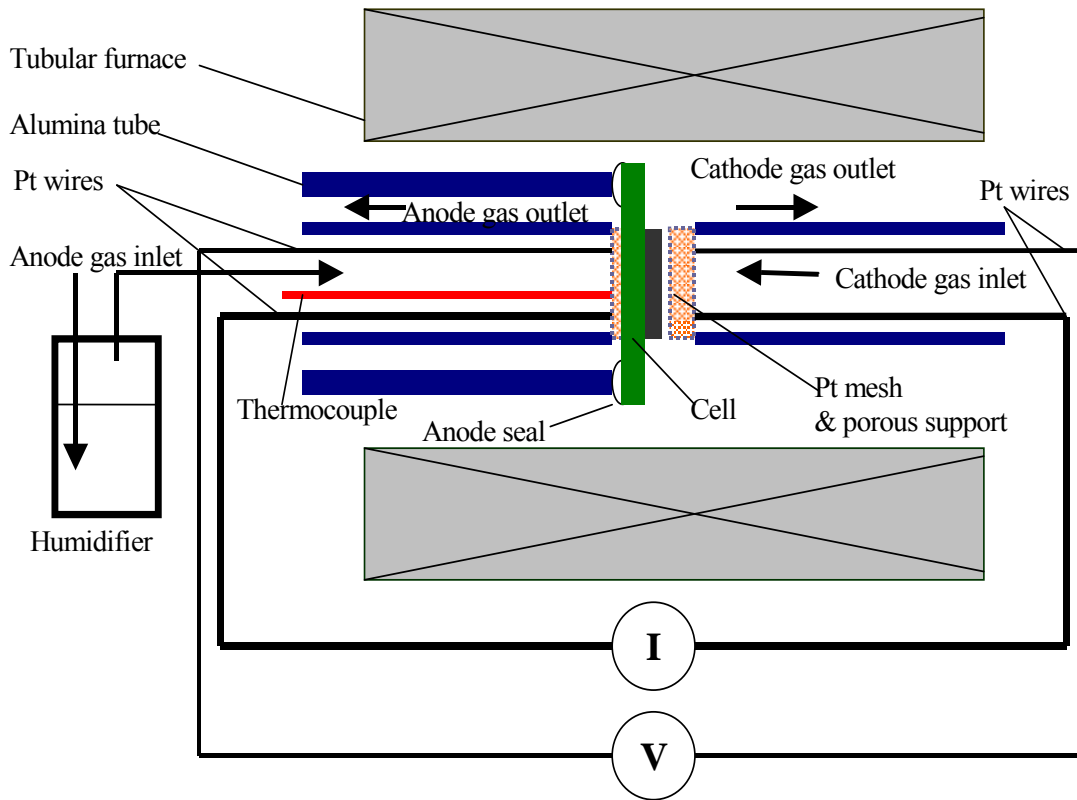 Tubular furnace
Alumina tube
Pt wires
Anode gas inlet
Anode gas outlet
Cathode gas outlet
Pt wires
Cathode gas inlet
Thermocouple
Anode seal
Cell
Pt mesh
& porous support
Humidifier
I
V